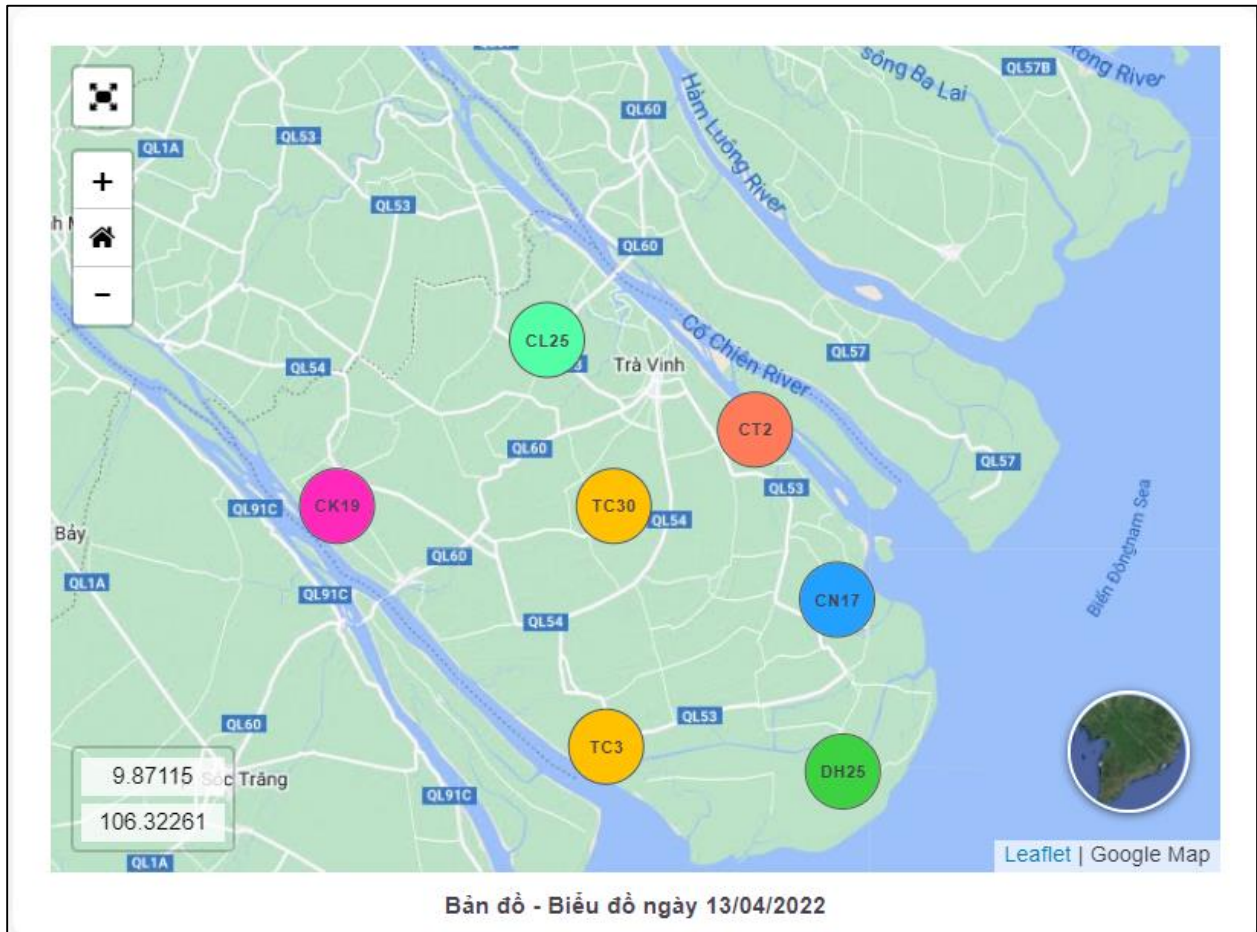 sông Ba Lai
QL57B
QL60
Hàm Luông River
QL53
QL1A
QL53
+
QL60
−
CL25
Trà Vinh
Cổ Chiên River
QL57
QL54
CT2
QL60
QL57
QL53
CK19
TC30
QL91C
QL54
Bảy
QL60
Biển Đôngnam Sea
QL1A
QL91C
CN17
QL54
QL60
QL53
TC3
DH25
9.87115
Sóc Trăng
QL91C
106.32261
QL1A
Leaflet | Google Map
Bản đồ - Biểu đồ ngày 13/04/2022